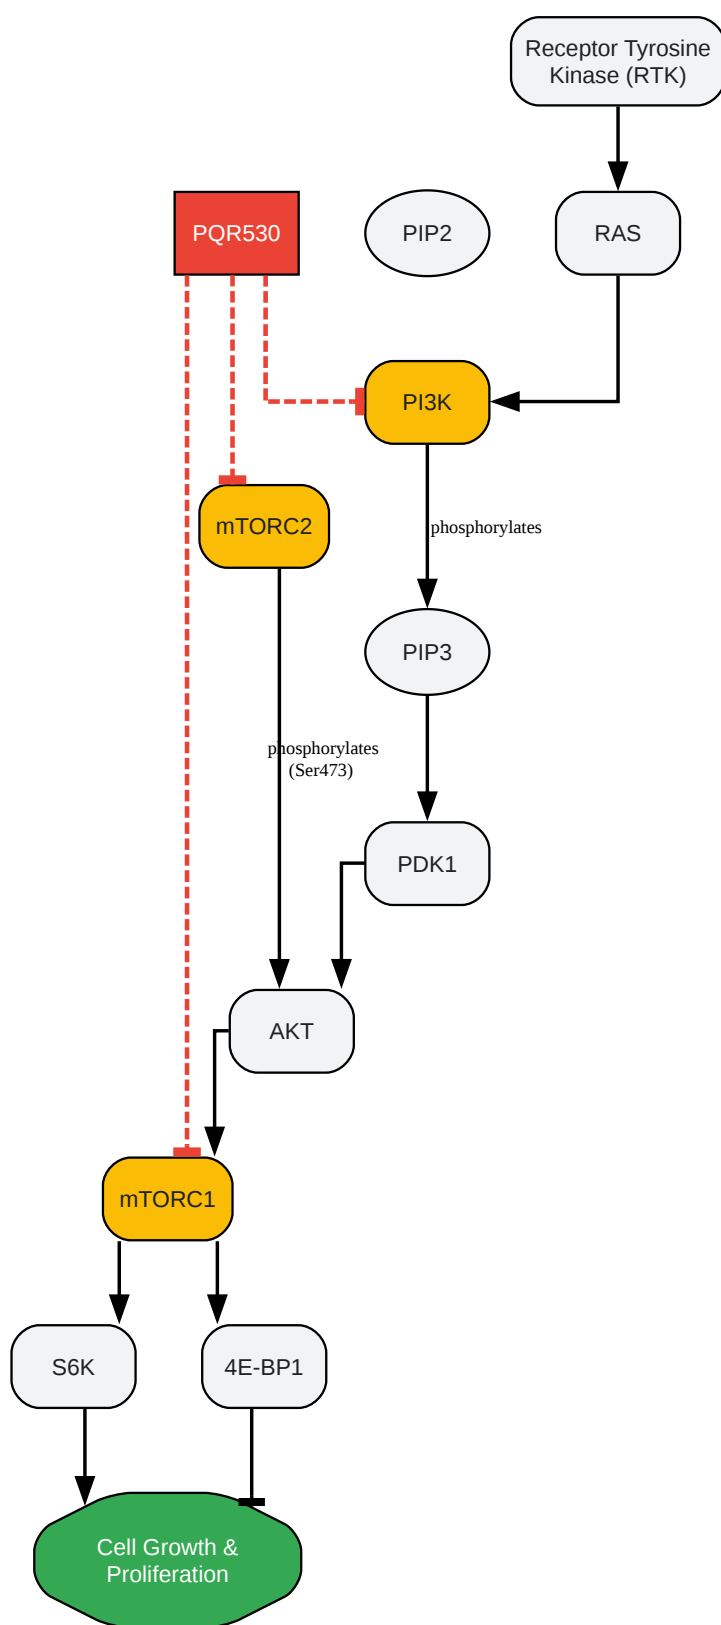 Receptor Tyrosine
Kinase (RTK)
PQR530
PIP2
RAS
PI3K
mTORC2
phosphorylates
PIP3
phosphorylates
(Ser473)
PDK1
AKT
mTORC1
S6K
4E-BP1
Cell Growth &
Proliferation